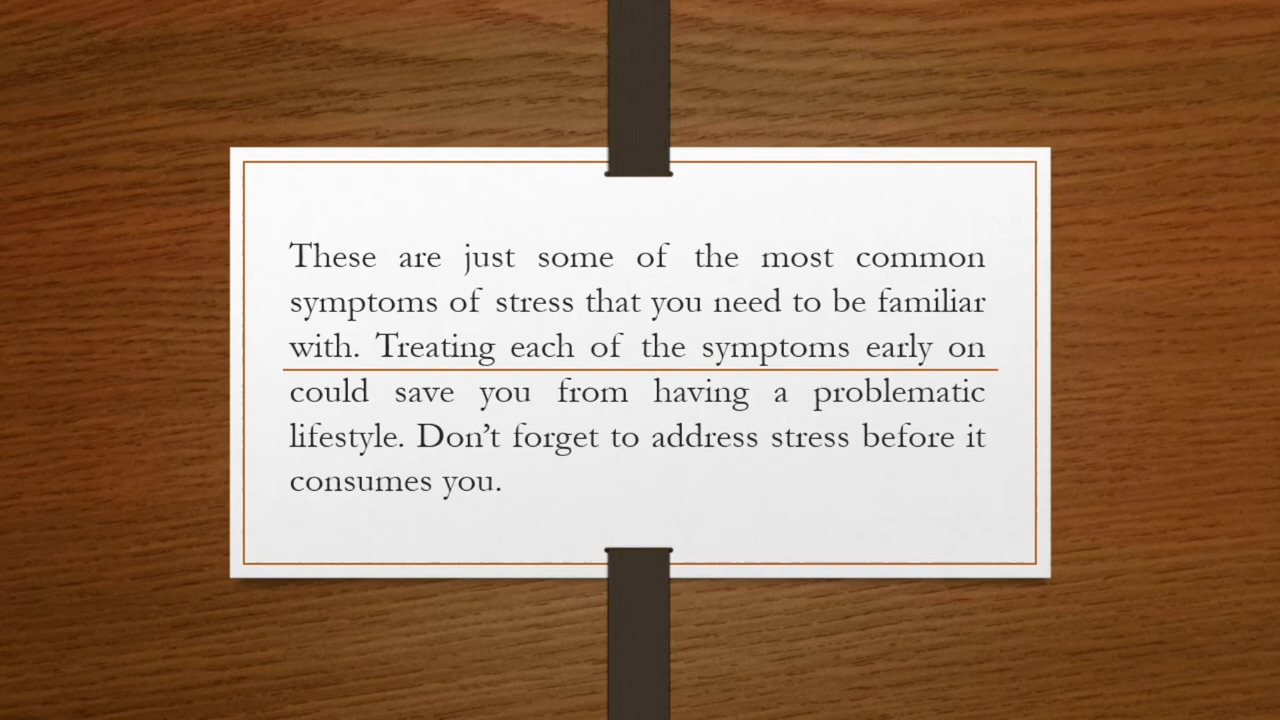 These are just some of the most common
symptoms of stress that you need to be familiar
with. Treating each of the symptoms early on
could save you from having a problematic
lifestyle. Don’t forget to address stress before it
consumes you.